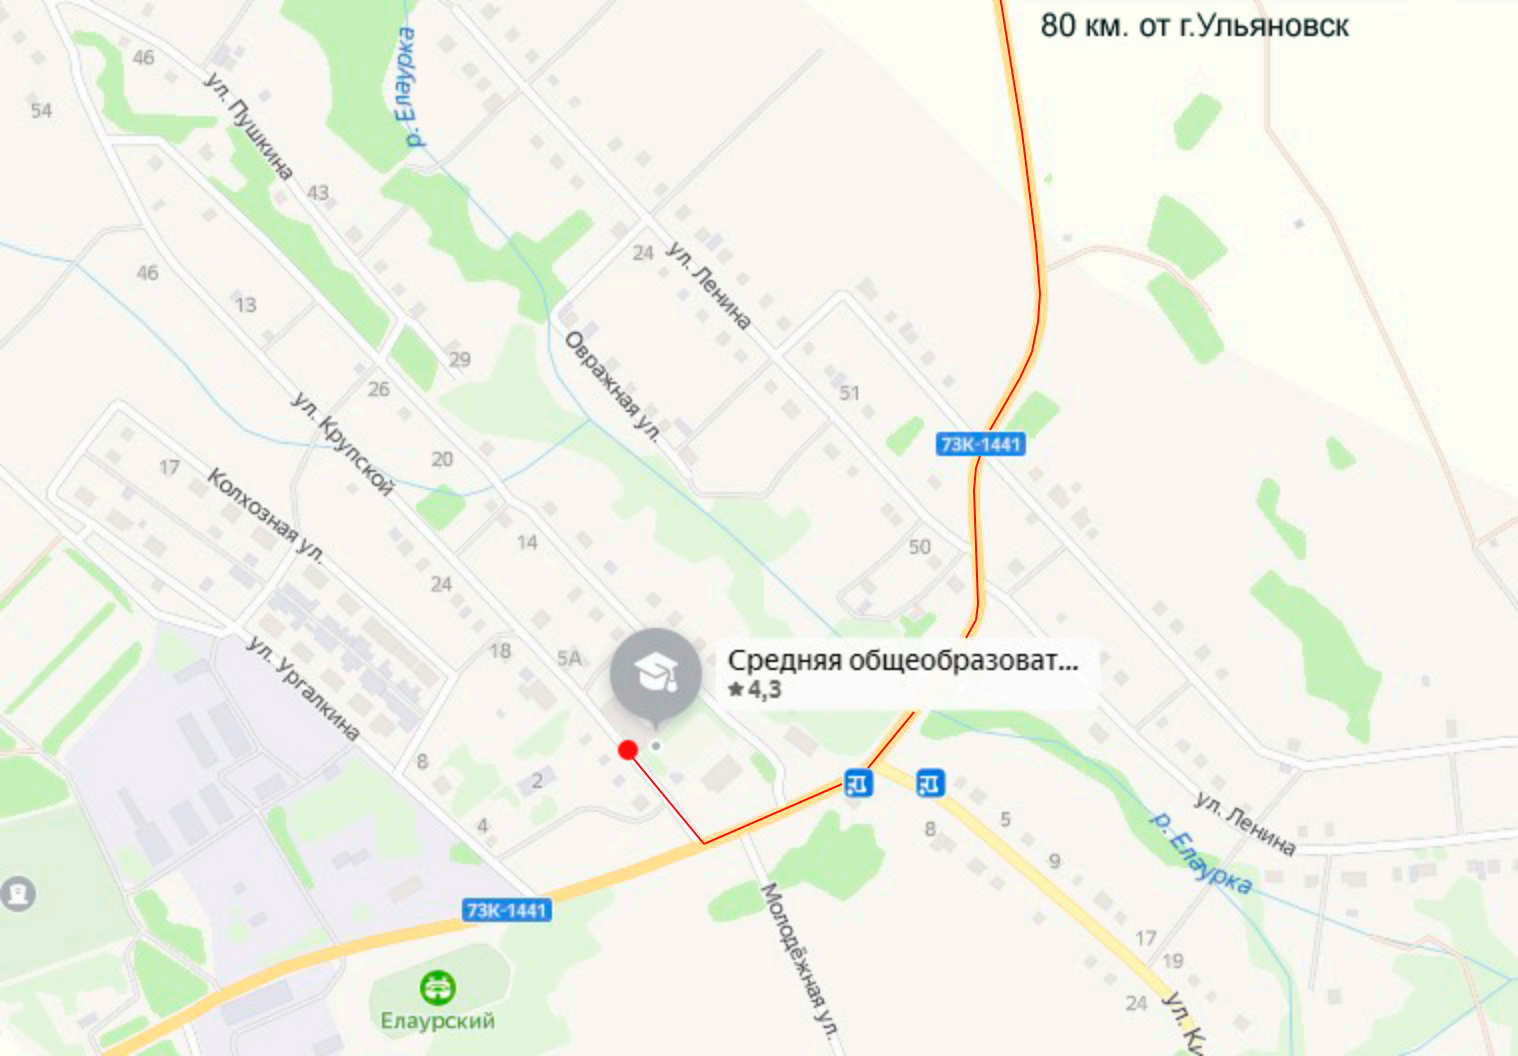 80 км. от г.Ульяновск
46
р. Елаурка
54
ул. Пушкина
43
24
ул. Ленина
46
13
Овражная ул.
29
26
51
ул. Крупской
73К-1441
20
17
Колхозная ул.
14
50
24
18
5А
ул. Ургалкина
Средняя общеобразоват...
4,3
8
2
4
ул. Ленина
5
8
9
р. Елаурка
73К-1441
Молодёжная ул.
17
19
24
Елаурский
ул. Ки